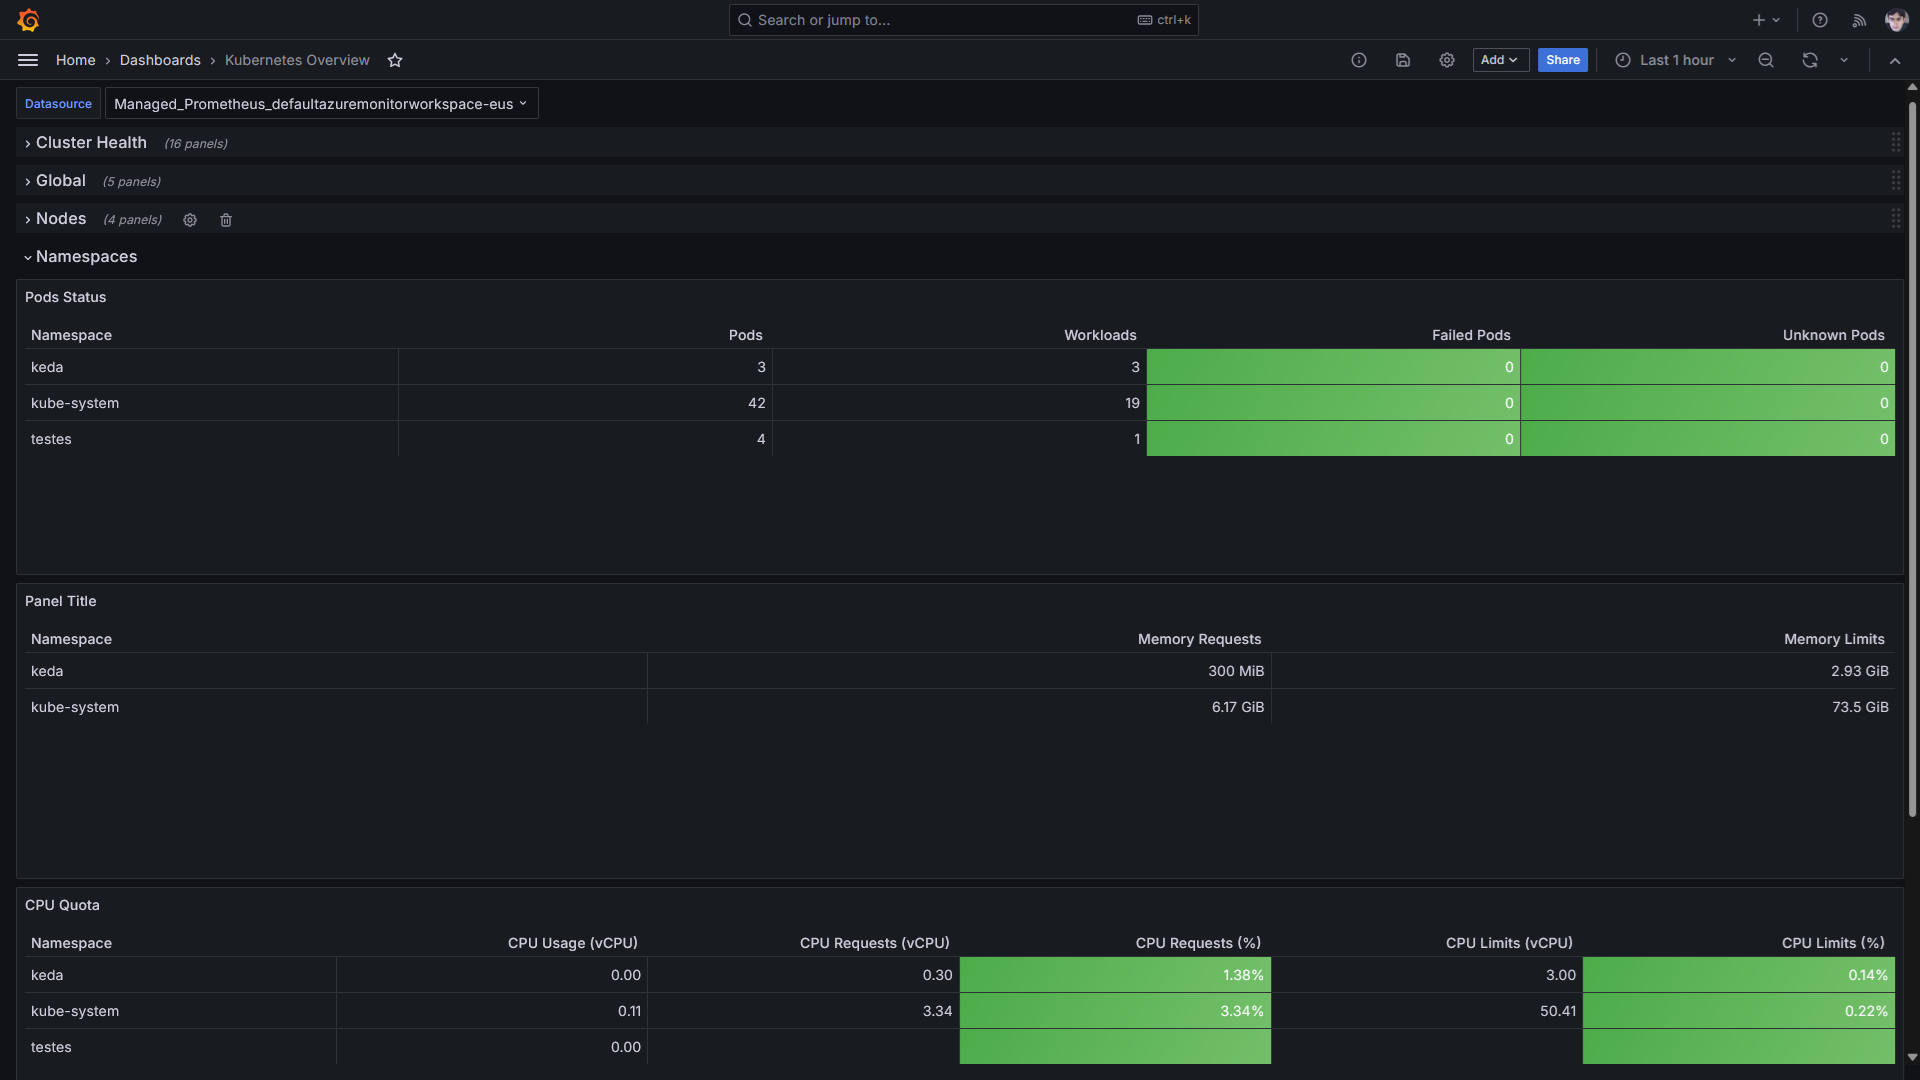 Search or jump to... ctrl+k
Home › Dashboards › Kubernetes Overview Add Share Last 1 hour
Datasource Managed_Prometheus_defaultazuremonitorworkspace-eus
Cluster Health (16 panels)
Global (5 panels)
Nodes (4 panels)
Namespaces
Pods Status
Namespace Pods Workloads Failed Pods Unknown Pods
keda 3 3 0 0
kube-system 42 19 0 0
testes 4 1 0 0
Panel Title
Namespace Memory Requests Memory Limits
keda 300 MiB 2.93 GiB
kube-system 6.17 GiB 73.5 GiB
CPU Quota
Namespace CPU Usage (vCPU) CPU Requests (vCPU) CPU Requests (%) CPU Limits (vCPU) CPU Limits (%)
keda 0.00 0.30 1.38% 3.00 0.14%
kube-system 0.11 3.34 3.34% 50.41 0.22%
testes 0.00